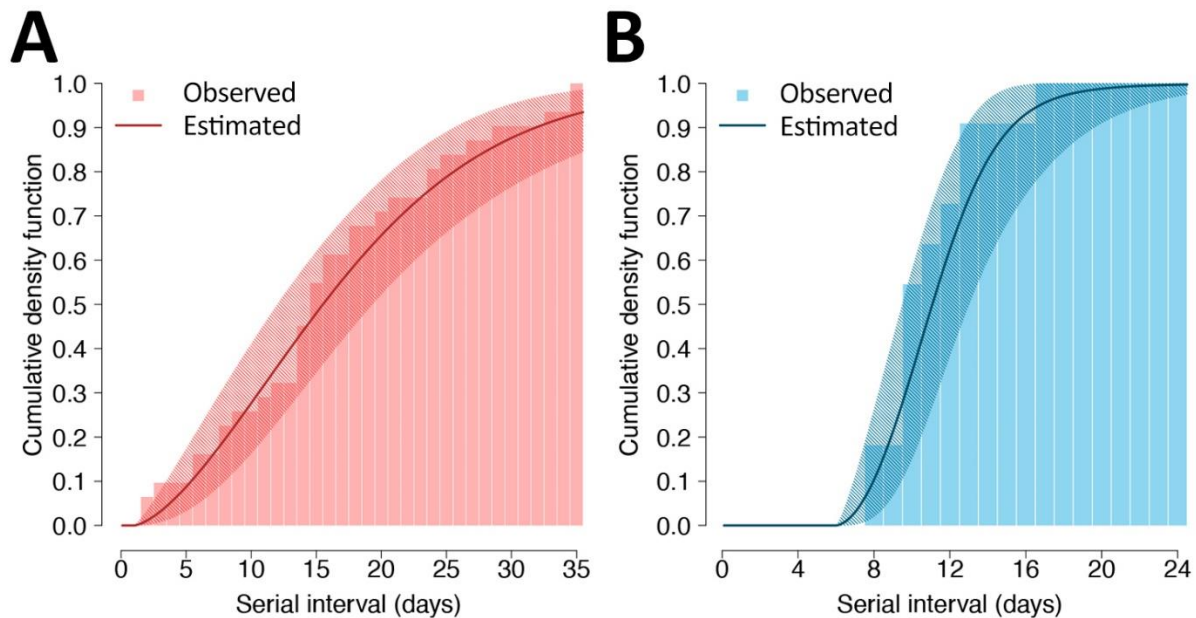 A
Observed
Estimated
Cumulative density function
1.0
0.9
0.8
0.7
0.6
0.5
0.4
0.3
0.2
0.1
0.0
0 5 10 15 20 25 30 35
Serial interval (days)
B
Observed
Estimated
Cumulative density function
1.0
0.9
0.8
0.7
0.6
0.5
0.4
0.3
0.2
0.1
0.0
0 4 8 12 16 20 24
Serial interval (days)